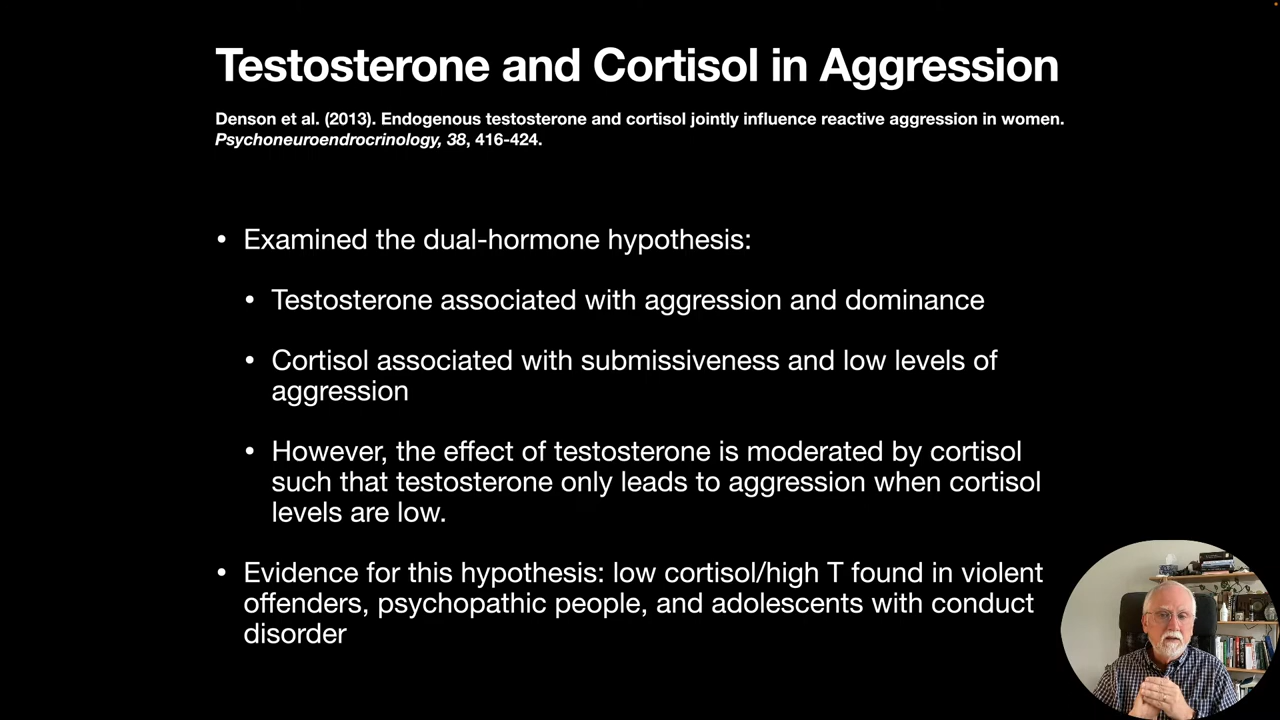 Testosterone and Cortisol in Aggression
Denson et al. (2013). Endogenous testosterone and cortisol jointly influence reactive aggression in women.
Psychoneuroendocrinology, 38, 416-424.
• Examined the dual-hormone hypothesis:
• Testosterone associated with aggression and dominance
• Cortisol associated with submissiveness and low levels of
aggression
• However, the effect of testosterone is moderated by cortisol
such that testosterone only leads to aggression when cortisol
levels are low.
• Evidence for this hypothesis: low cortisol/high T found in violent
offenders, psychopathic people, and adolescents with conduct
disorder